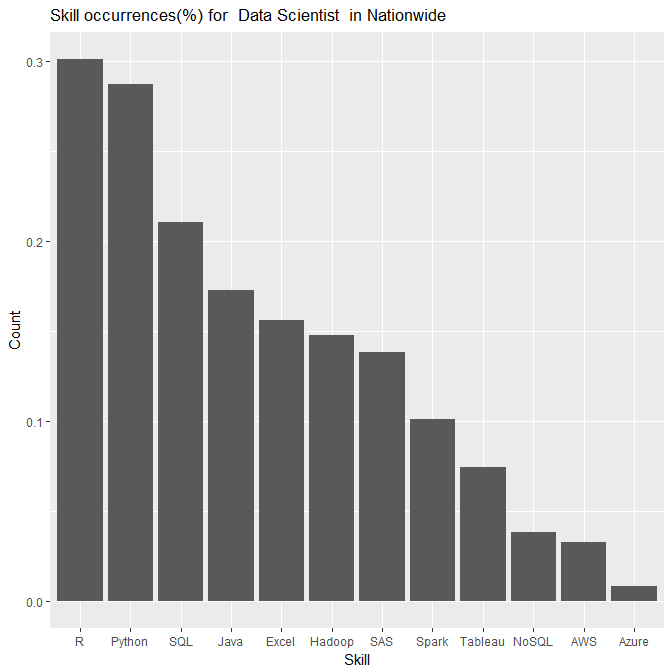 Skill occurrences(%) for  Data Scientist  in Nationwide
0.3
0.2
0.1
0.0
Count
R Python SQL Java Excel Hadoop SAS Spark Tableau NoSQL AWS Azure
Skill